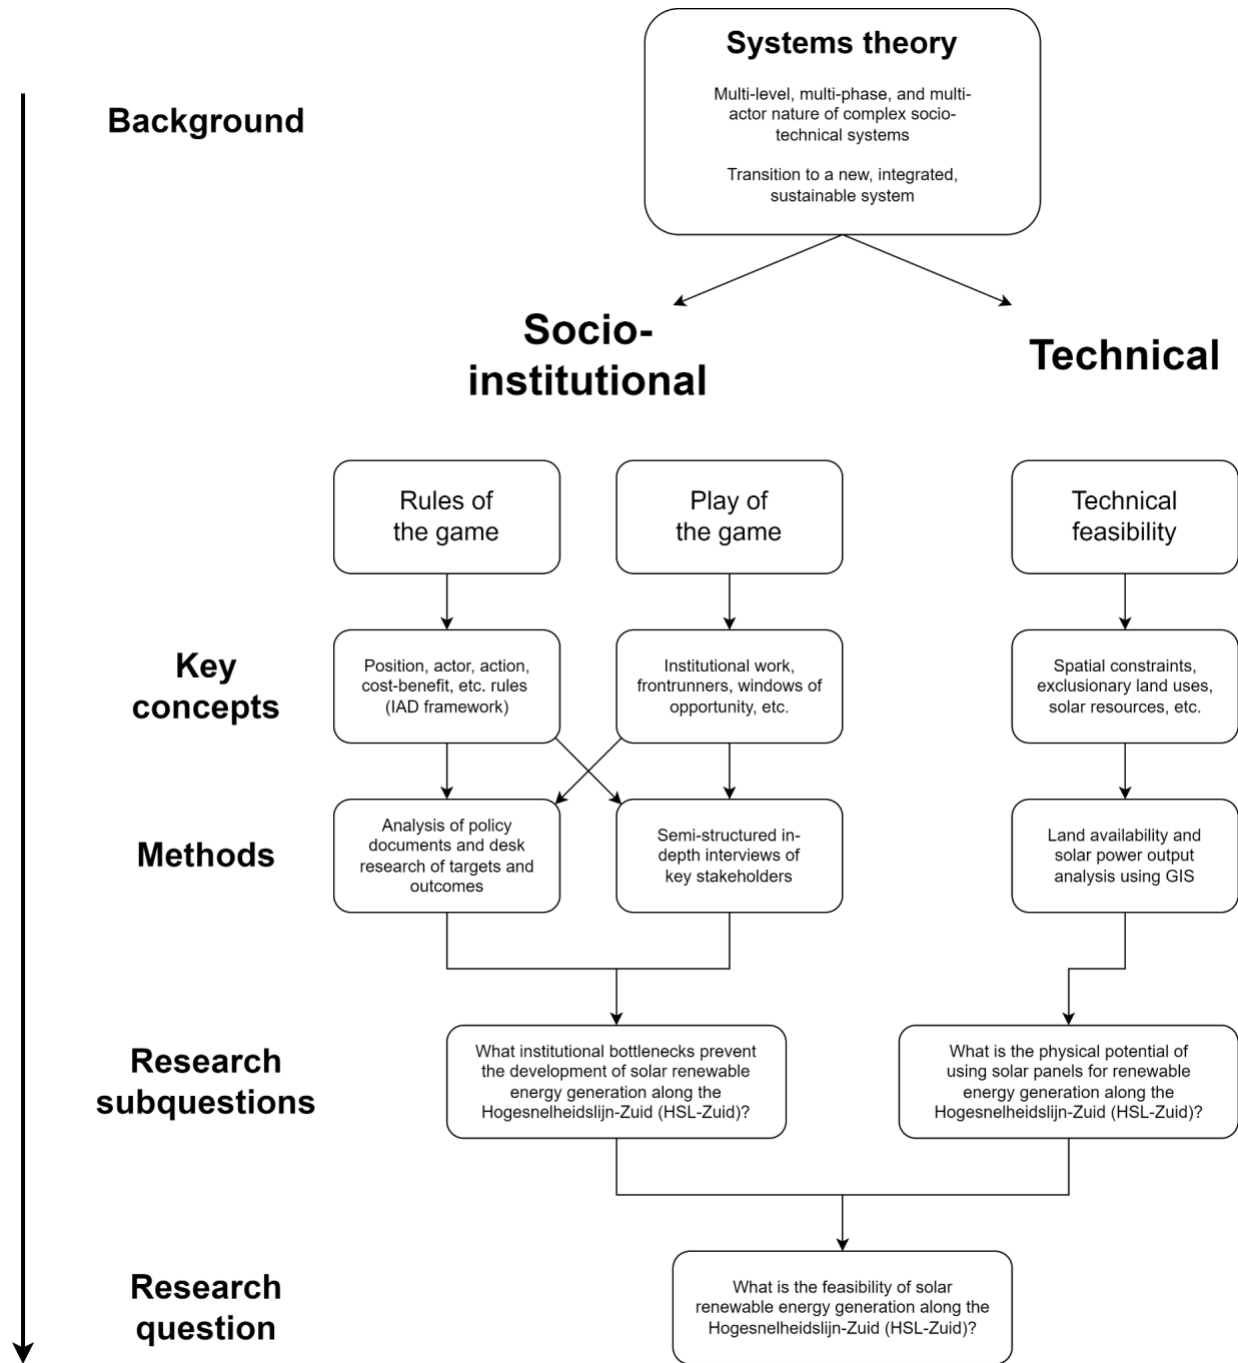 Systems theory
Multi-level, multi-phase, and multi-
actor nature of complex socio-
technical systems
Transition to a new, integrated,
sustainable system
Background
Socio-
institutional
Technical
Rules of
the game
Play of
the game
Technical
feasibility
Key
concepts
Position, actor, action,
cost-benefit, etc. rules
(IAD framework)
Institutional work,
frontrunners, windows of
opportunity, etc.
Spatial constraints,
exclusionary land uses,
solar resources, etc.
Methods
Analysis of policy
documents and desk
research of targets and
outcomes
Semi-structured in-
depth interviews of
key stakeholders
Land availability and
solar power output
analysis using GIS
Research
subquestions
What institutional bottlenecks prevent
the development of solar renewable
energy generation along the
Hogesnelheidslijn-Zuid (HSL-Zuid)?
What is the physical potential of
using solar panels for renewable
energy generation along the
Hogesnelheidslijn-Zuid (HSL-Zuid)?
Research
question
What is the feasibility of solar
renewable energy generation along the
Hogesnelheidslijn-Zuid (HSL-Zuid)?